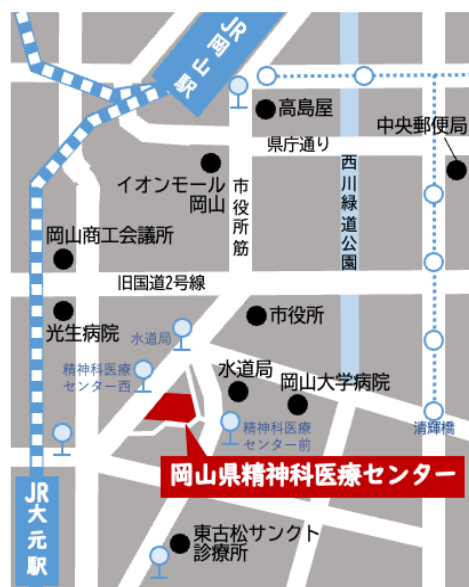 JR岡山駅
高島屋
県庁通り
中央郵便局
イオンモール
岡山
市役所筋
西川緑道公園
岡山商工会議所
旧国道2号線
光生病院
市役所
水道局
精神科医療
センター西
水道局
岡山大学病院
精神科医療
センター前
清輝橋
岡山県精神科医療センター
JR大元駅
東古松サンクト
診療所